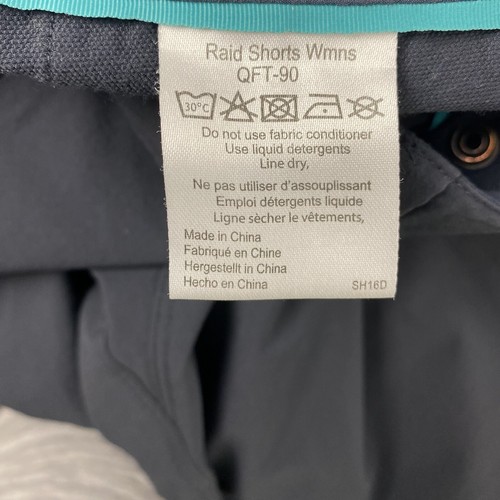 Raid Shorts Wmns
QFT-90
30°C
Do not use fabric conditioner
Use liquid detergents
Line dry,
Ne pas utiliser d'assouplissant
Emploi détergents liquide
Ligne sècher le vêtements,
Made in China
Fabriqué en Chine
Hergestellt in China
Hecho en China
SH16D